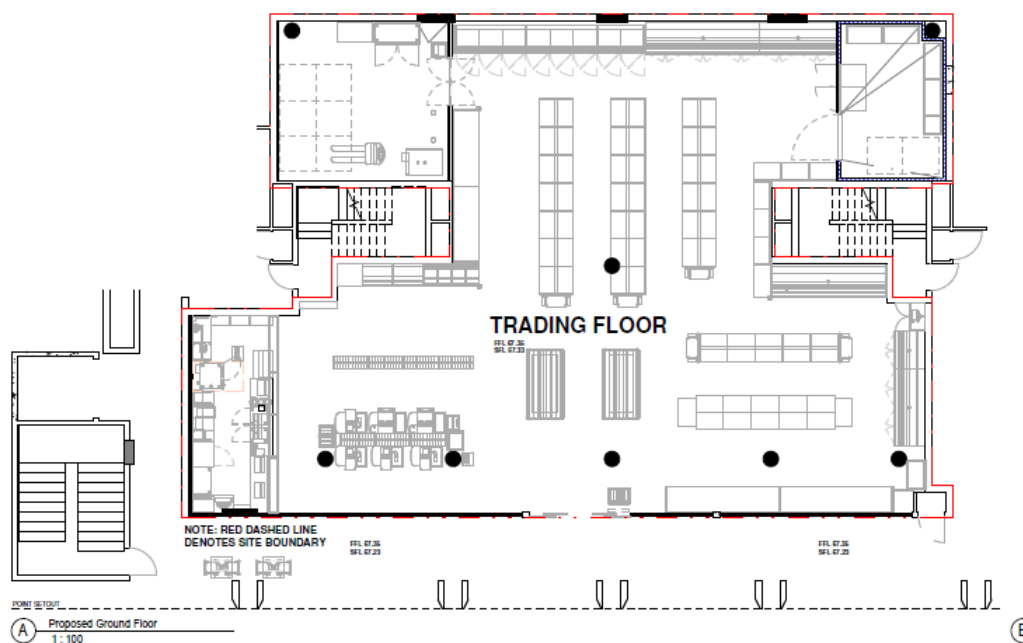 TRADING FLOOR
FFL 67.35
SFL 67.23
NOTE: RED DASHED LINE
DENOTES SITE BOUNDARY
FFL 67.35
SFL 67.23
FFL 67.35
SFL 67.23
POINT SETOUT
A
Proposed Ground Floor
1 : 100